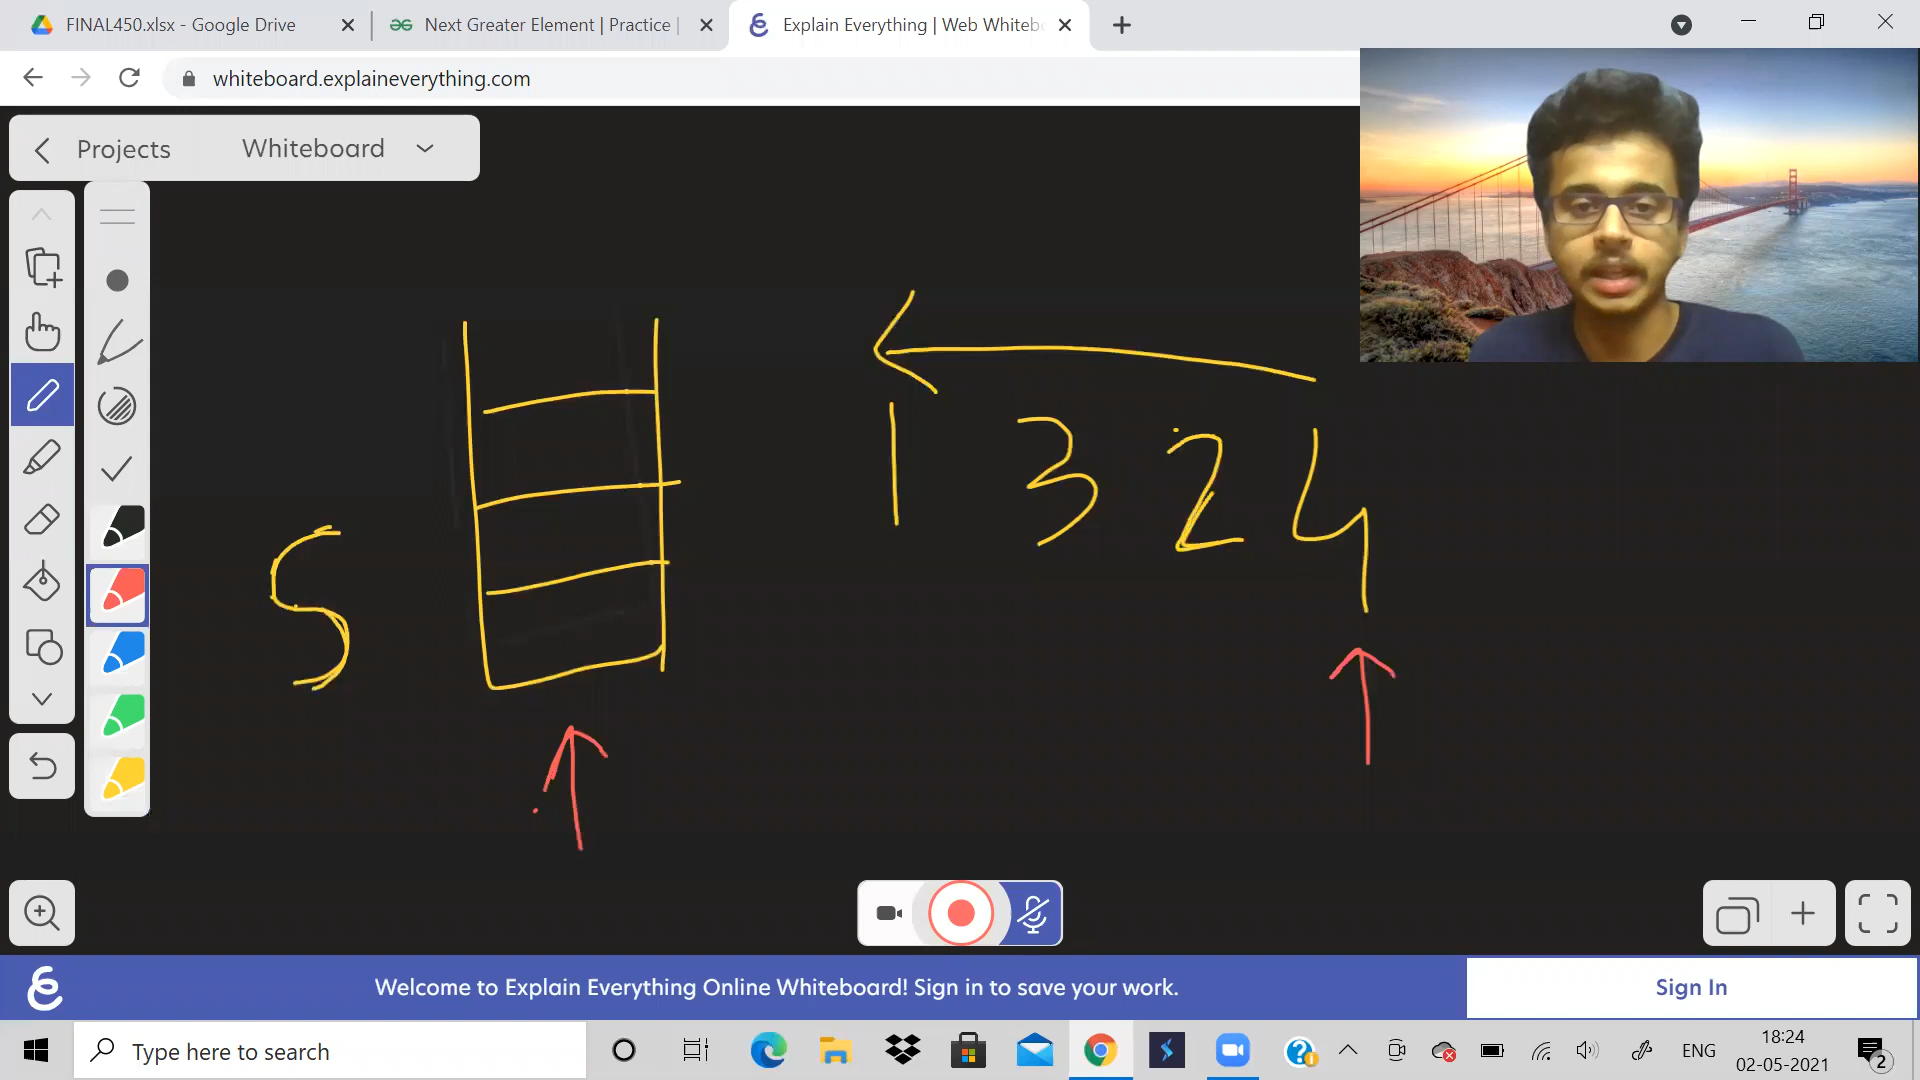 FINAL450.xlsx - Google Drive
Next Greater Element | Practice |
Explain Everything | Web Whitebo
whiteboard.explaineverything.com
Projects
Whiteboard
1 3 2 4
S
Welcome to Explain Everything Online Whiteboard! Sign in to save your work.
Sign In
Type here to search
ENG
18:24
02-05-2021
2